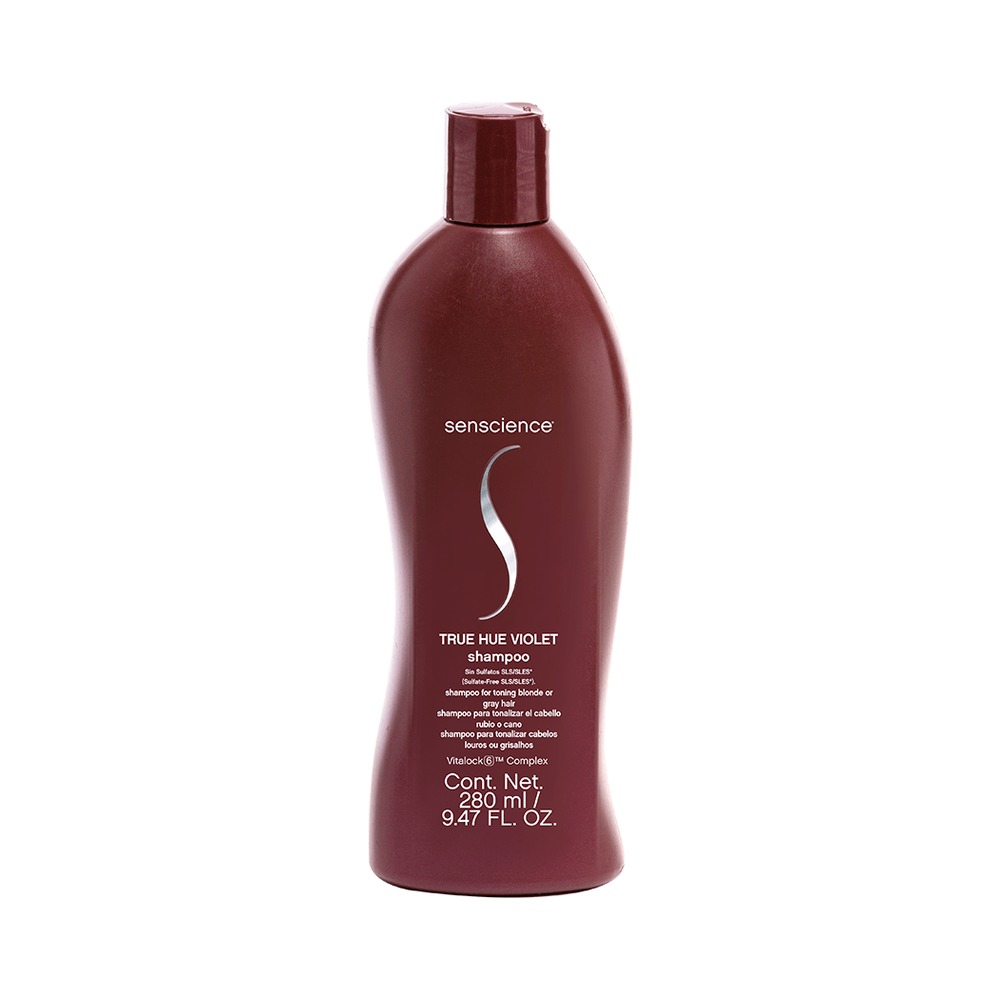 senscience®
TRUE HUE VIOLET
shampoo
Sin Sulfatos SLS/SLES*
(Sulfate-Free SLS/SLES*).
shampoo for toning blonde or
gray hair
shampoo para tonalizar el cabello
rubio o cano
shampoo para tonalizar cabelos
louros ou grisalhos
Vitalock⑥™ Complex
Cont. Net.
280 ml /
9.47 FL. OZ.